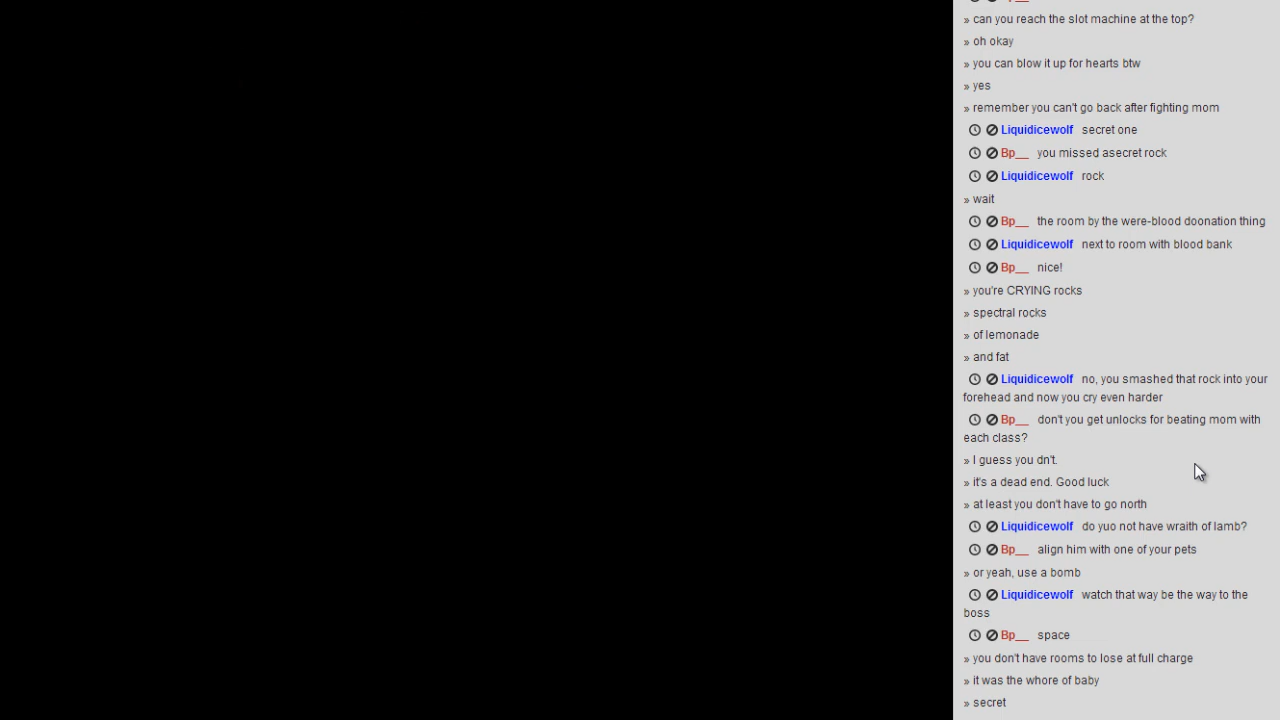 » can you reach the slot machine at the top?
» oh okay
» you can blow it up for hearts btw
» yes
» remember you can't go back after fighting mom
Liquidicewolf secret one
Bp__ you missed asecret rock
Liquidicewolf rock
» wait
Bp__ the room by the were-blood doonation thing
Liquidicewolf next to room with blood bank
Bp__ nice!
» you're CRYING rocks
» spectral rocks
» of lemonade
» and fat
Liquidicewolf no, you smashed that rock into your
forehead and now you cry even harder
Bp__ don't you get unlocks for beating mom with
each class?
» I guess you dn't.
» it's a dead end. Good luck
» at least you don't have to go north
Liquidicewolf do yuo not have wraith of lamb?
Bp__ align him with one of your pets
» or yeah, use a bomb
Liquidicewolf watch that way be the way to the
boss
Bp__ space
» you don't have rooms to lose at full charge
» it was the whore of baby
» secret